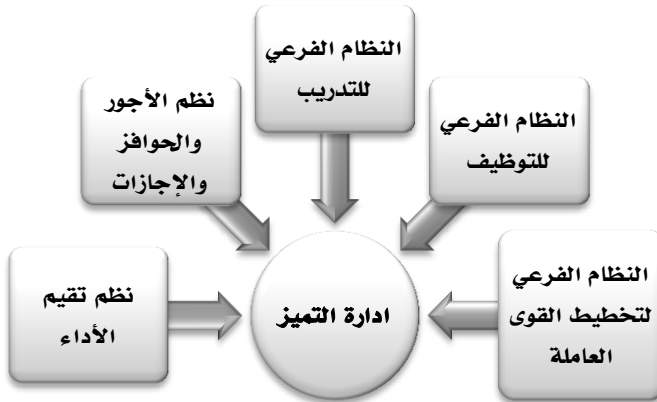 النظام الفرعي
للتدريب
النظام الفرعي
للتوظيف
نظم الأجور
والحوافز
والإجازات
النظام الفرعي
لتخطيط القوى
العاملة
نظم تقيم
الأداء
ادارة التميز